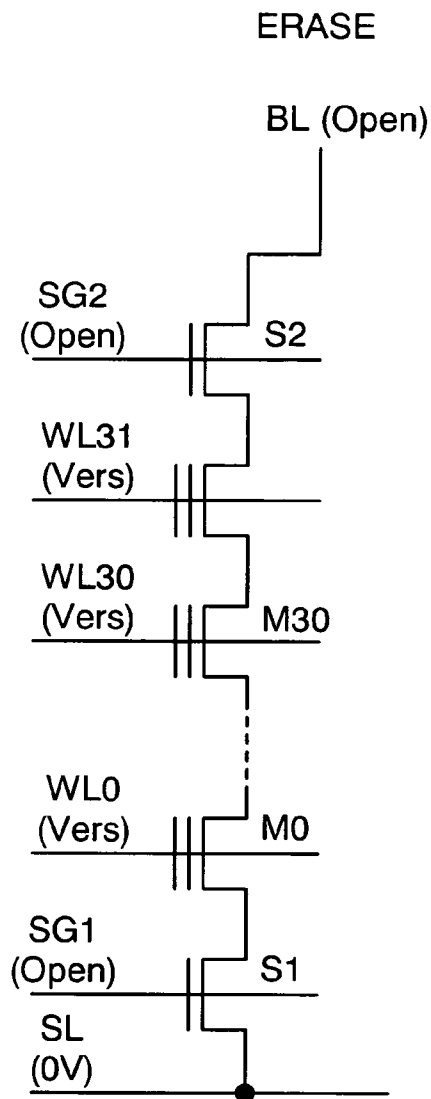 ERASE
BL (Open)
SG2
(Open)
S2
WL31
(Vers)
WL30
(Vers)
M30
WL0
(Vers)
M0
SG1
(Open)
S1
SL
(0V)